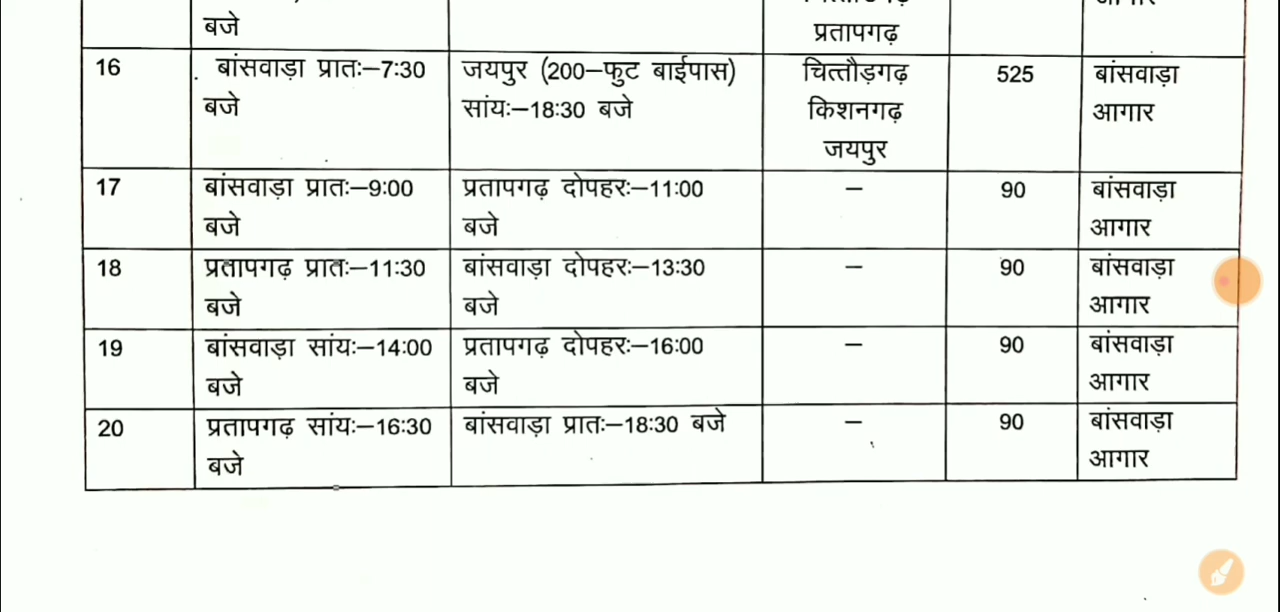 बजे
प्रतापगढ़
16 बांसवाड़ा प्रातः–7:30 जयपुर (200–फुट बाईपास) चित्तौड़गढ़ 525 बांसवाड़ा
बजे सांयः–18:30 बजे किशनगढ़ आगार
जयपुर
17 बांसवाड़ा प्रातः–9:00 प्रतापगढ़ दोपहरः–11:00 – 90 बांसवाड़ा
बजे बजे आगार
18 प्रतापगढ़ प्रातः–11:30 बांसवाड़ा दोपहरः–13:30 – 90 बांसवाड़ा
बजे बजे आगार
19 बांसवाड़ा सांयः–14:00 प्रतापगढ़ दोपहरः–16:00 – 90 बांसवाड़ा
बजे बजे आगार
20 प्रतापगढ़ सांयः–16:30 बांसवाड़ा प्रातः–18:30 बजे – 90 बांसवाड़ा
बजे आगार